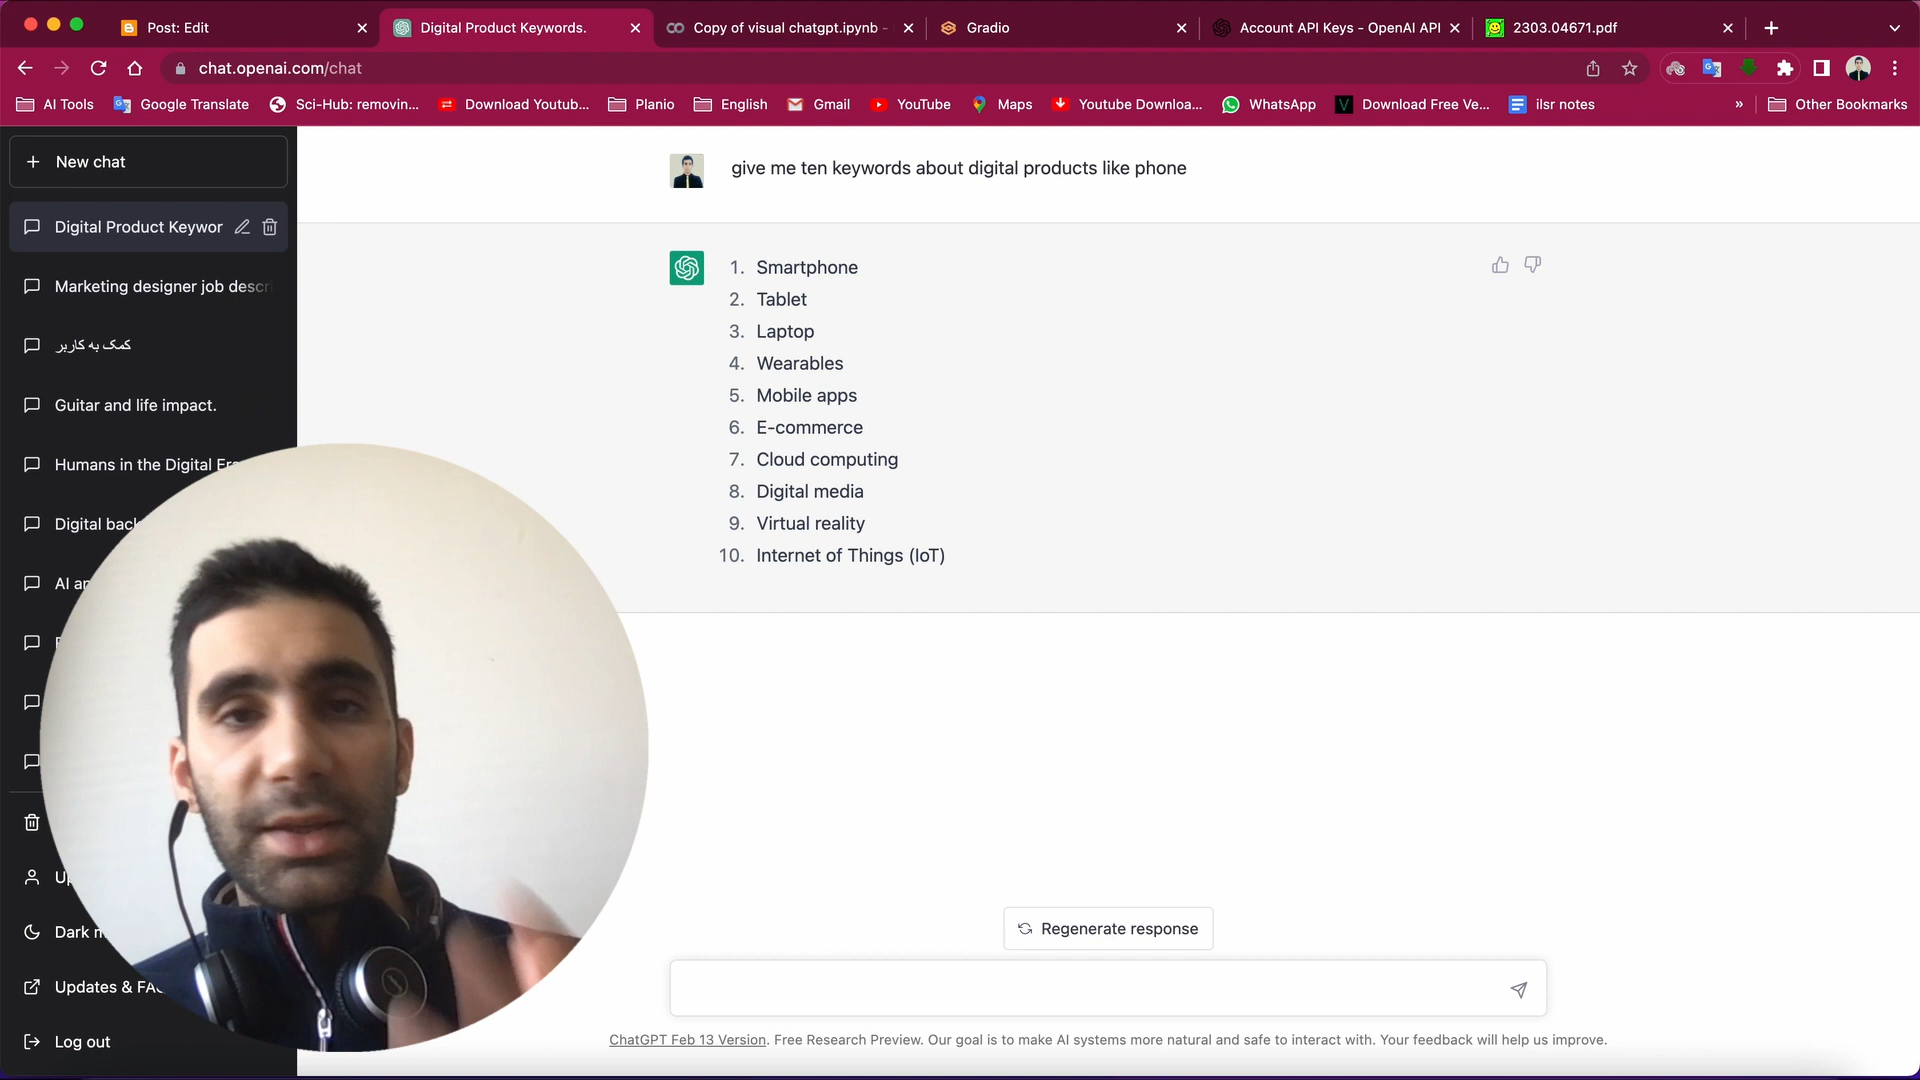 Post: Edit
Digital Product Keywords.
Copy of visual chatgpt.ipynb -
Gradio
Account API Keys - OpenAI API
2303.04671.pdf
chat.openai.com/chat
AI Tools
Google Translate
Sci-Hub: removin...
Download Youtub...
Planio
English
Gmail
YouTube
Maps
Youtube Downloa...
WhatsApp
Download Free Ve...
ilsr notes
»
Other Bookmarks
New chat
Digital Product Keywor
Marketing designer job descri
کمک به کاربر
Guitar and life impact.
Humans in the Digital Era
Digital back
AI an
Dark m
Updates & FAQ
Log out
give me ten keywords about digital products like phone
1. Smartphone
2. Tablet
3. Laptop
4. Wearables
5. Mobile apps
6. E-commerce
7. Cloud computing
8. Digital media
9. Virtual reality
10. Internet of Things (IoT)
Regenerate response
ChatGPT Feb 13 Version. Free Research Preview. Our goal is to make AI systems more natural and safe to interact with. Your feedback will help us improve.